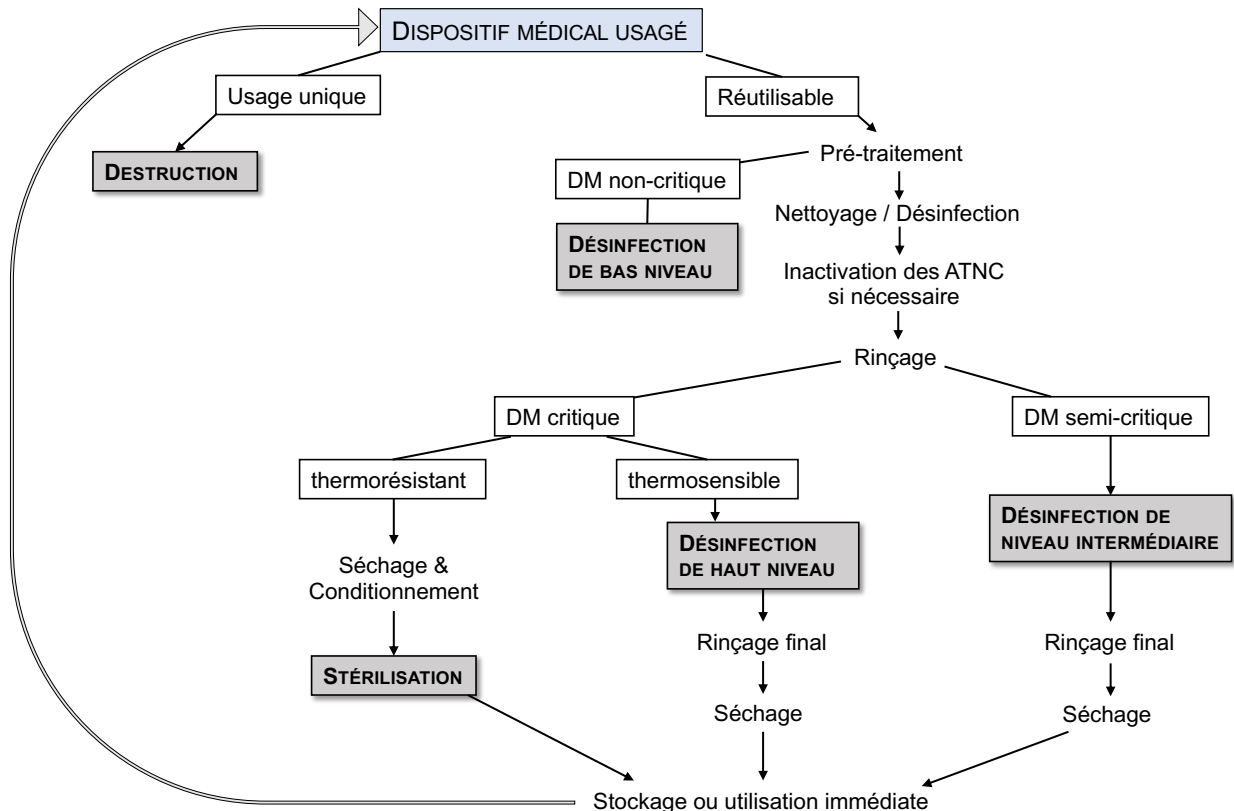 DISPOSITIF MÉDICAL USAGÉ
Usage unique
Réutilisable
DESTRUCTION
Pré-traitement
DM non-critique
Nettoyage / Désinfection
DÉSINFECTION
DE BAS NIVEAU
Inactivation des ATNC
si nécessaire
Rinçage
DM critique
DM semi-critique
thermorésistant
thermosensible
Séchage &
Conditionnement
STÉRILISATION
DÉSINFECTION
DE HAUT NIVEAU
Rinçage final
Séchage
DÉSINFECTION DE
NIVEAU INTERMÉDIAIRE
Rinçage final
Séchage
Stockage ou utilisation immédiate